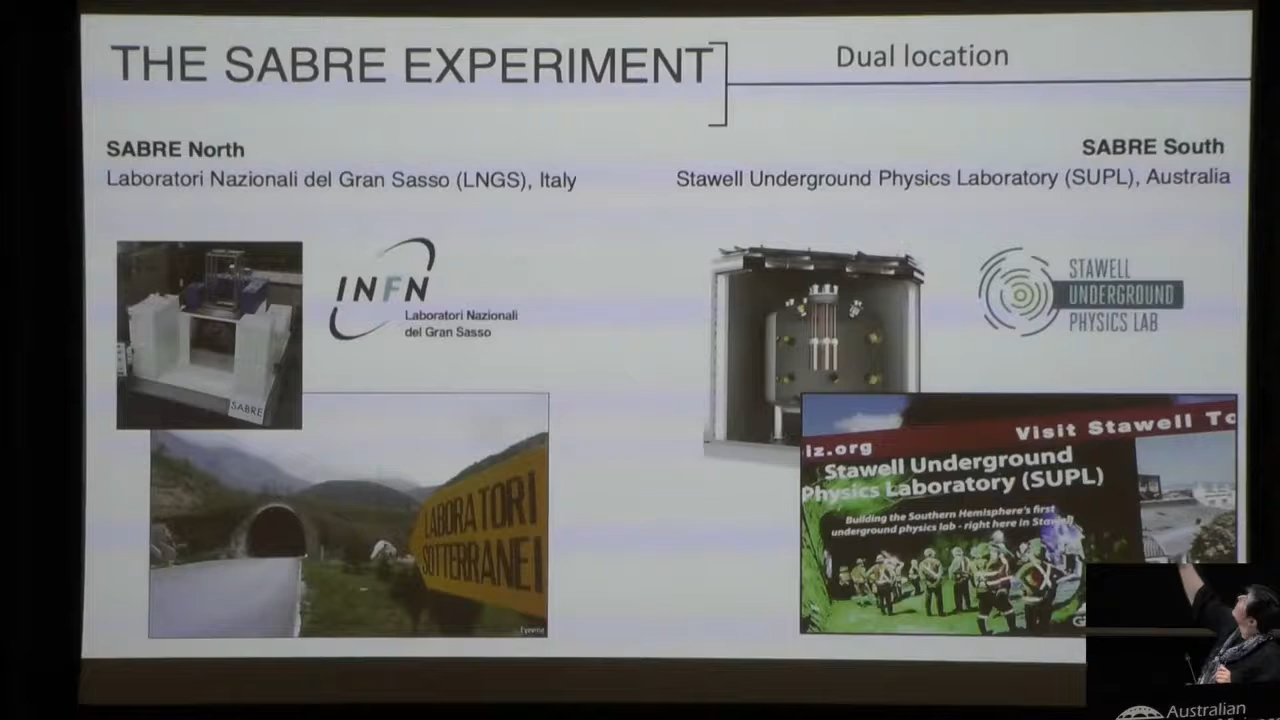 THE SABRE EXPERIMENT
Dual location
SABRE North
Laboratori Nazionali del Gran Sasso (LNGS), Italy
SABRE South
Stawell Underground Physics Laboratory (SUPL), Australia
SABRE
INFN
Laboratori Nazionali
del Gran Sasso
STAWELL
UNDERGROUND
PHYSICS LAB
LABORATORI
SOTTERRANEI
iz.org
Visit Stawell To
Stawell Underground
Physics Laboratory (SUPL)
Building the Southern Hemisphere's first
underground physics lab - right here in Stawell
Australian